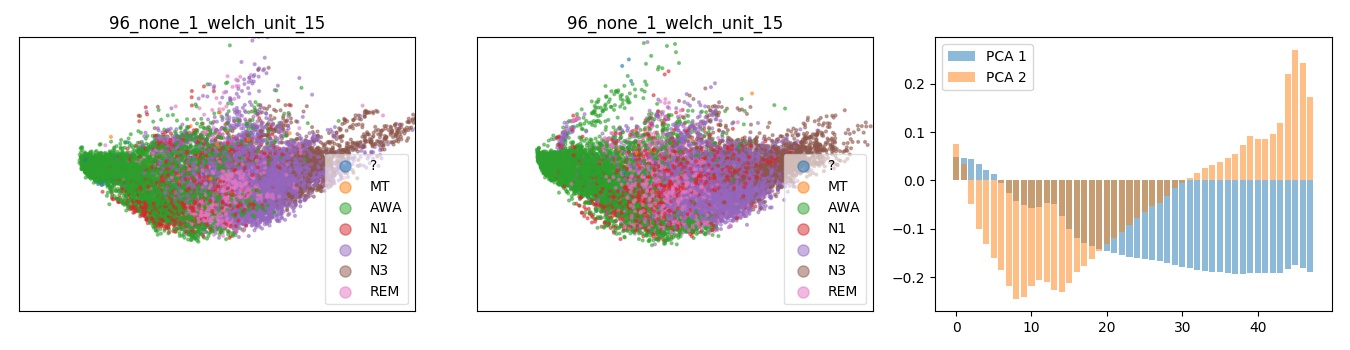 96_none_1_welch_unit_15
?
MT
AWA
N1
N2
N3
REM
96_none_1_welch_unit_15
?
MT
AWA
N1
N2
N3
REM
PCA 1
PCA 2
0.2
0.1
0.0
−0.1
−0.2
0 10 20 30 40